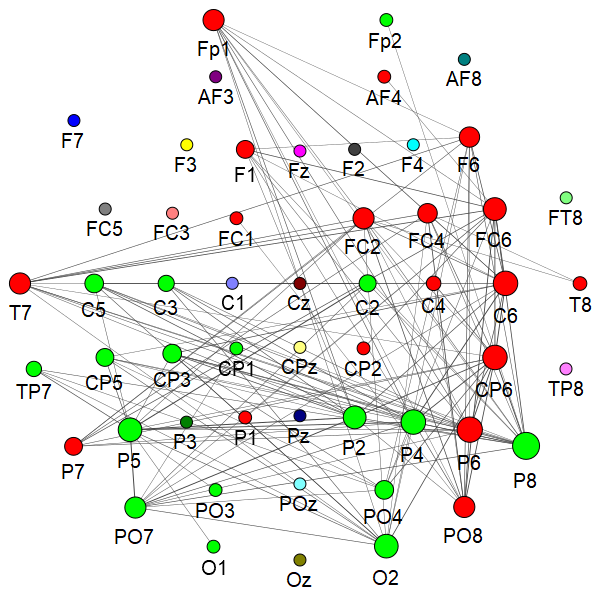 Fp1 Fp2
AF3 AF4 AF8
F7 F3 F1 Fz F2 F4 F6
FC5 FC3 FC1 FC2 FC4 FC6 FT8
T7 C5 C3 C1 Cz C2 C4 C6 T8
TP7 CP5 CP3 CP1 CPz CP2 CP6 TP8
P7 P5 P3 P1 Pz P2 P4 P6 P8
PO7 PO3 POz PO4 PO8
O1 Oz O2